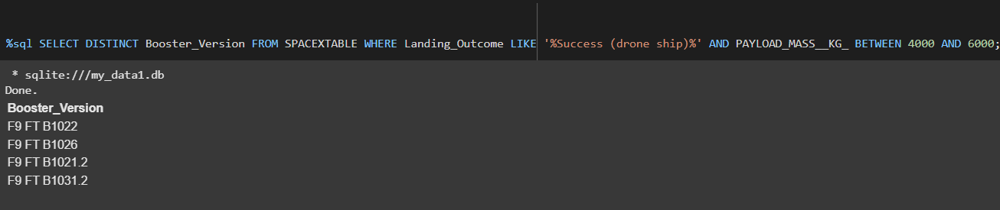 %sql SELECT DISTINCT Booster_Version FROM SPACEXTABLE WHERE Landing_Outcome LIKE '%Success (drone ship)%' AND PAYLOAD_MASS__KG_ BETWEEN 4000 AND 6000;
* sqlite:///my_data1.db
Done.
Booster_Version
F9 FT B1022
F9 FT B1026
F9 FT B1021.2
F9 FT B1031.2